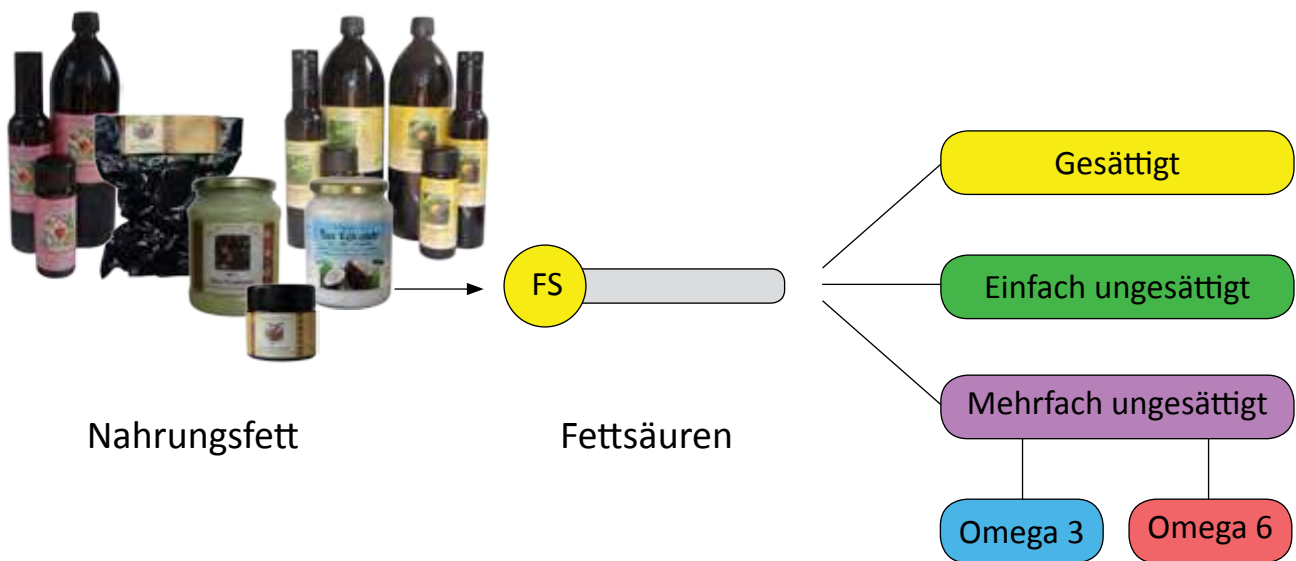 Gesättigt
FS
Einfach ungesättigt
Mehrfach ungesättigt
Nahrungsfett
Fettsäuren
Omega 3
Omega 6